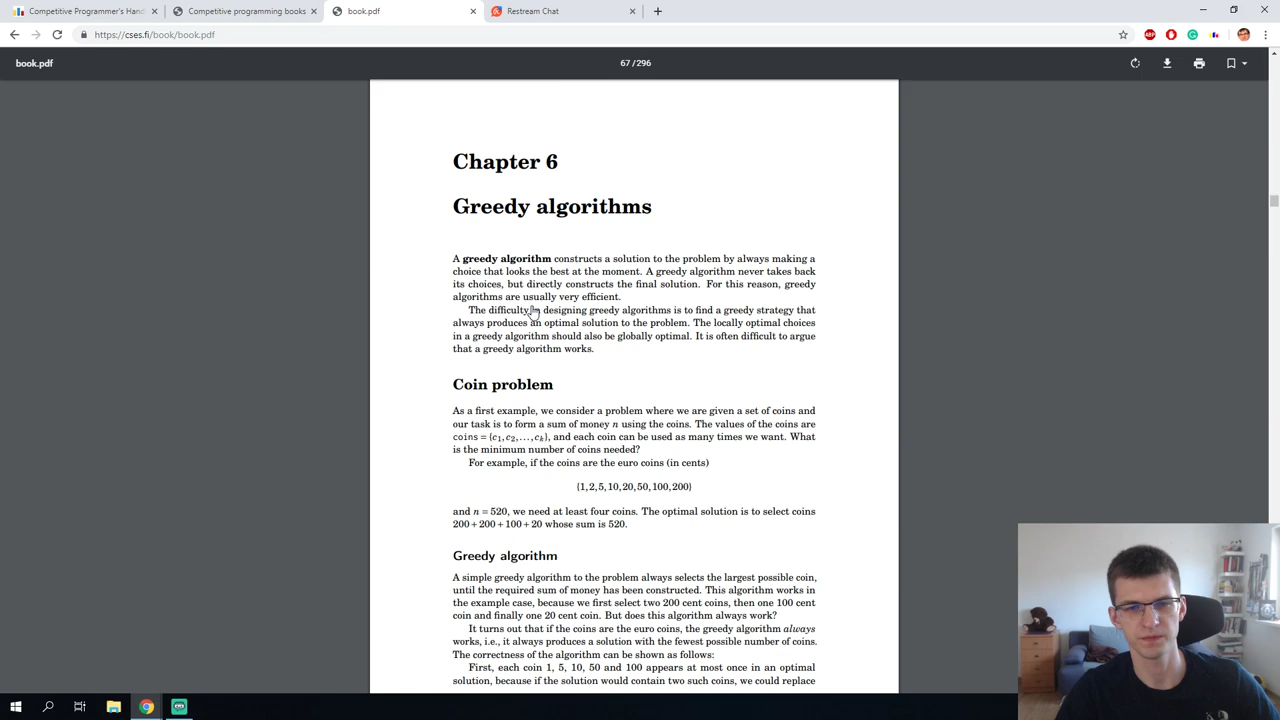 Competitive Programmer's Hand
Competitive programming books
book.pdf
Restream Chat
https://cses.fi/book/book.pdf
ABP
book.pdf
67 / 296
Chapter 6
Greedy algorithms
A greedy algorithm constructs a solution to the problem by always making a
choice that looks the best at the moment. A greedy algorithm never takes back
its choices, but directly constructs the final solution. For this reason, greedy
algorithms are usually very efficient.
The difficulty in designing greedy algorithms is to find a greedy strategy that
always produces an optimal solution to the problem. The locally optimal choices
in a greedy algorithm should also be globally optimal. It is often difficult to argue
that a greedy algorithm works.
Coin problem
As a first example, we consider a problem where we are given a set of coins and
our task is to form a sum of money n using the coins. The values of the coins are
coins = {c1,c2,...,ck}, and each coin can be used as many times we want. What
is the minimum number of coins needed?
For example, if the coins are the euro coins (in cents)
{1,2,5,10,20,50,100,200}
and n = 520, we need at least four coins. The optimal solution is to select coins
200+200+100+20 whose sum is 520.
Greedy algorithm
A simple greedy algorithm to the problem always selects the largest possible coin,
until the required sum of money has been constructed. This algorithm works in
the example case, because we first select two 200 cent coins, then one 100 cent
coin and finally one 20 cent coin. But does this algorithm always work?
It turns out that if the coins are the euro coins, the greedy algorithm always
works, i.e., it always produces a solution with the fewest possible number of coins.
The correctness of the algorithm can be shown as follows:
First, each coin 1, 5, 10, 50 and 100 appears at most once in an optimal
solution, because if the solution would contain two such coins, we could replace